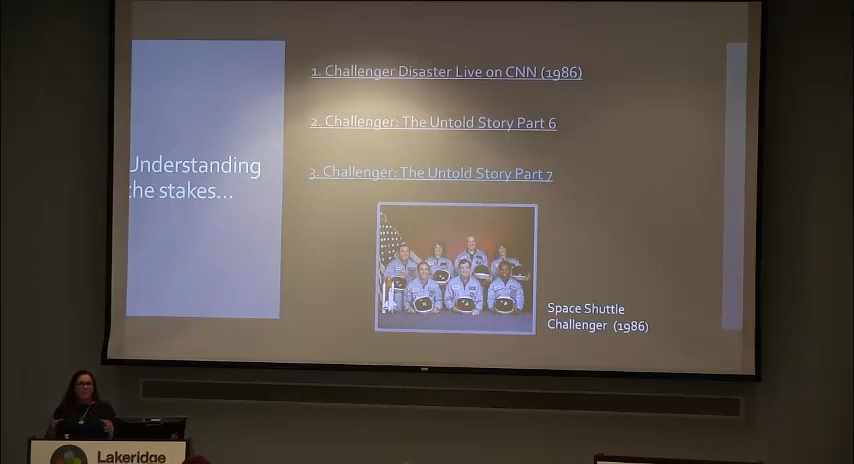 1. Challenger Disaster Live on CNN (1986)
2. Challenger: The Untold Story Part 6
3. Challenger: The Untold Story Part 7
Understanding
the stakes...
Space Shuttle
Challenger (1986)
Lakeridge